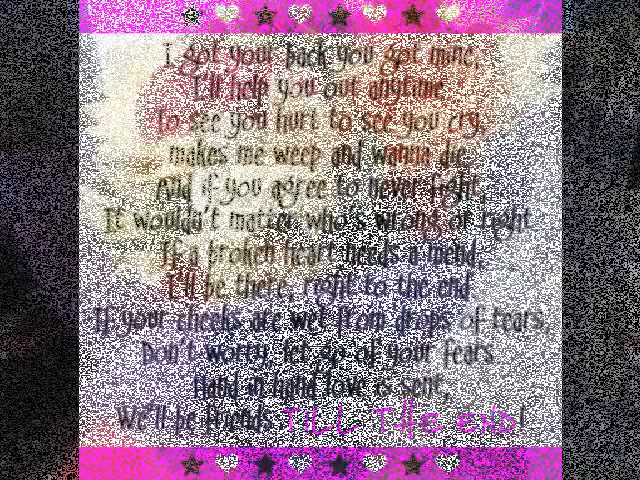 i got your back you got mine,
I'll help you out anytime
To see you hurt to see you cry,
makes me weep and wanna die
And if you agree to never fight,
It wouldn't matter who's wrong or right
If a broken heart needs a mend,
I'll be there, right to the end
If your cheeks are wet from drops of tears,
Don't worry, let go of your fears
Hand in hand love is sent,
We'll be friends TILL THE END!